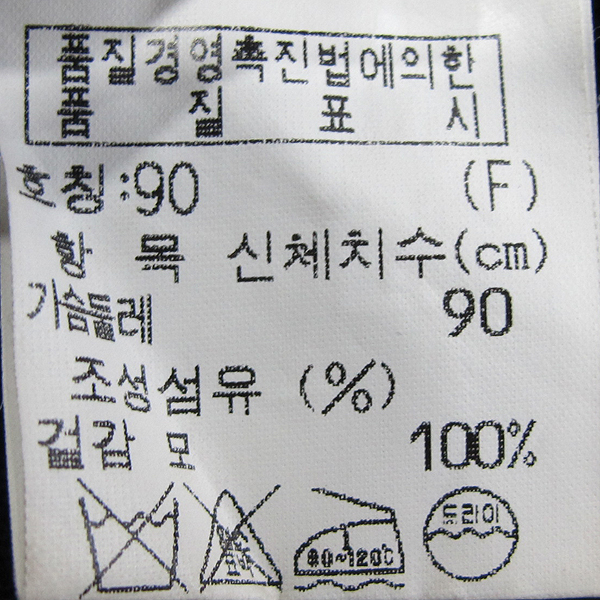 품질경영촉진법에의한
품 질 표 시
호칭:90 (F)
항 목 신체치수(cm)
가슴둘레 90
조성섬유 (%)
겉감 모 100%
80~120℃ 드라이